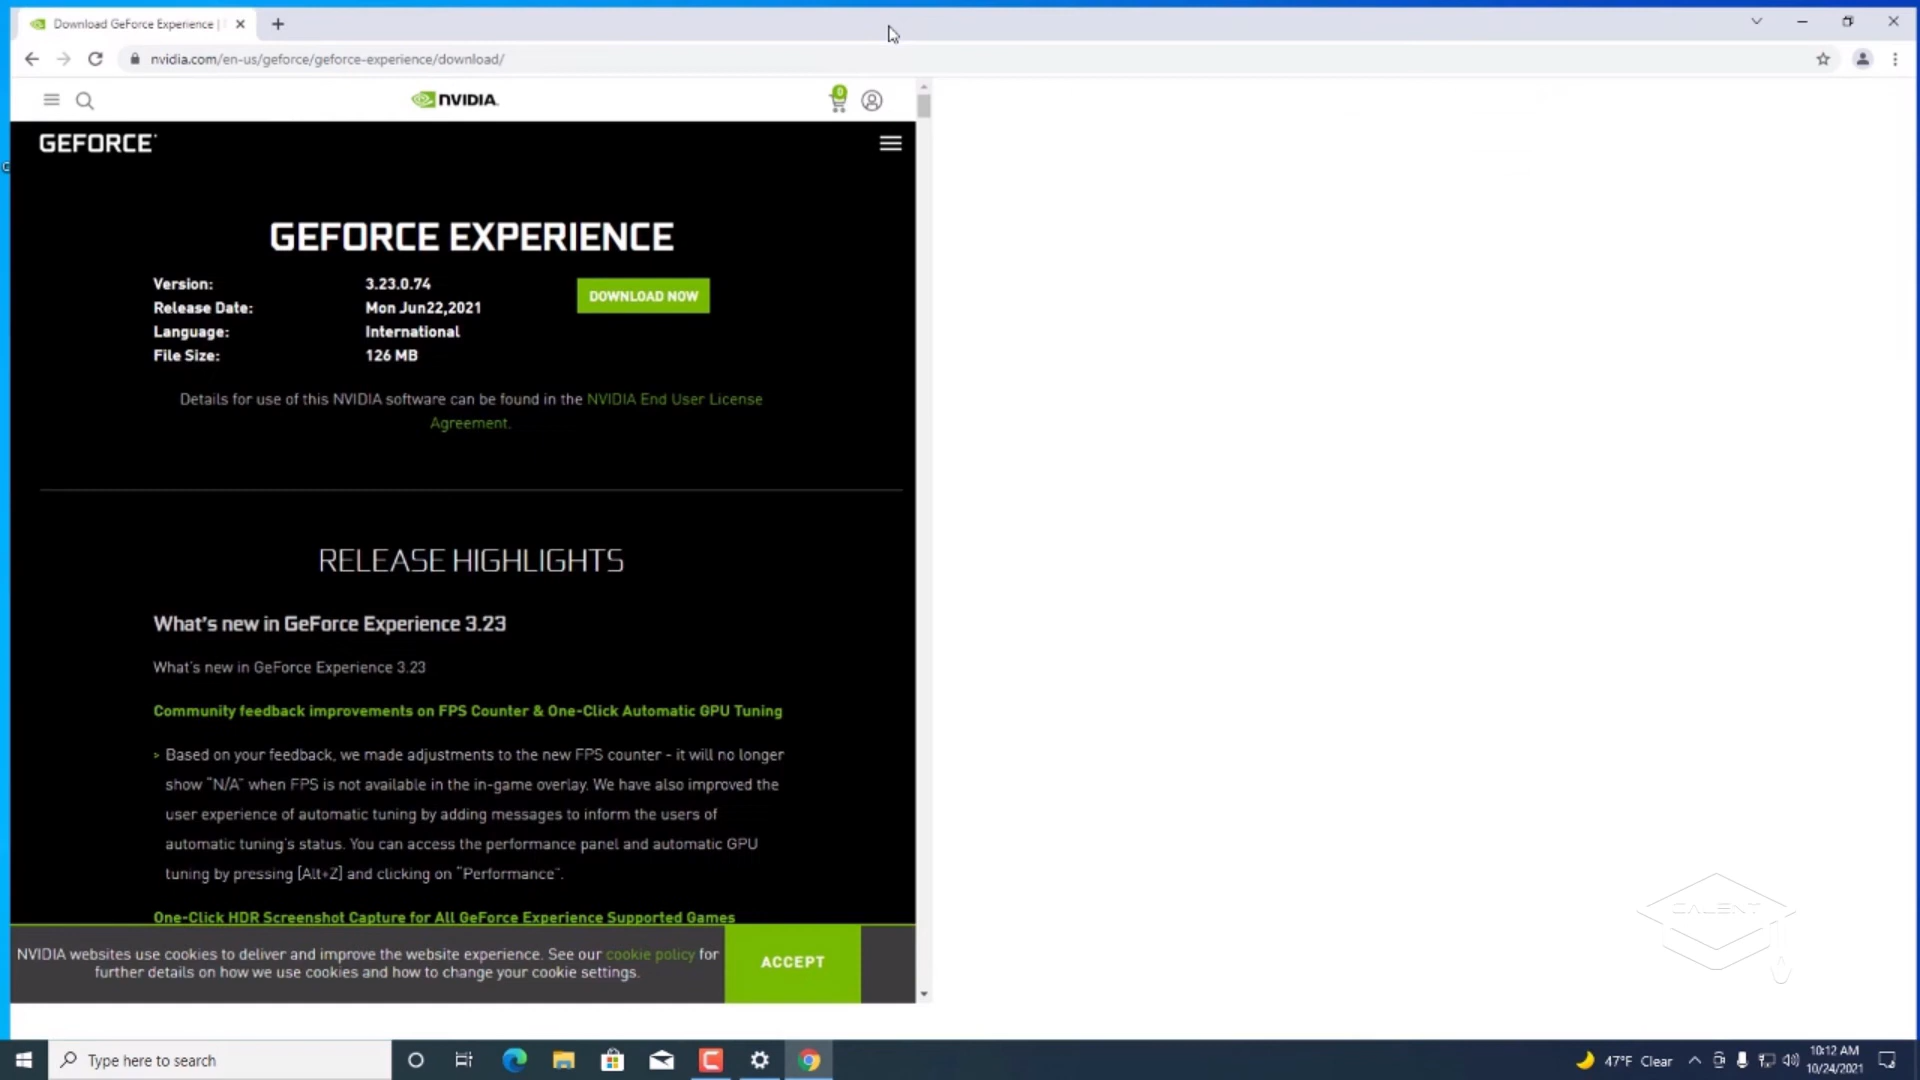 Download GeForce Experience |
nvidia.com/en-us/geforce/geforce-experience/download/
NVIDIA.
0
GEFORCE
GEFORCE EXPERIENCE
Version: 3.23.0.74
DOWNLOAD NOW
Release Date: Mon Jun22,2021
Language: International
File Size: 126 MB
Details for use of this NVIDIA software can be found in the NVIDIA End User License
Agreement.
RELEASE HIGHLIGHTS
What's new in GeForce Experience 3.23
What's new in GeForce Experience 3.23
Community feedback improvements on FPS Counter & One-Click Automatic GPU Tuning
> Based on your feedback, we made adjustments to the new FPS counter - it will no longer
show "N/A" when FPS is not available in the in-game overlay. We have also improved the
user experience of automatic tuning by adding messages to inform the users of
automatic tuning's status. You can access the performance panel and automatic GPU
tuning by pressing [Alt+Z] and clicking on "Performance".
One-Click HDR Screenshot Capture for All GeForce Experience Supported Games
NVIDIA websites use cookies to deliver and improve the website experience. See our cookie policy for
further details on how we use cookies and how to change your cookie settings.
ACCEPT
CALENT
Type here to search
47°F Clear
10:12 AM
10/24/2021